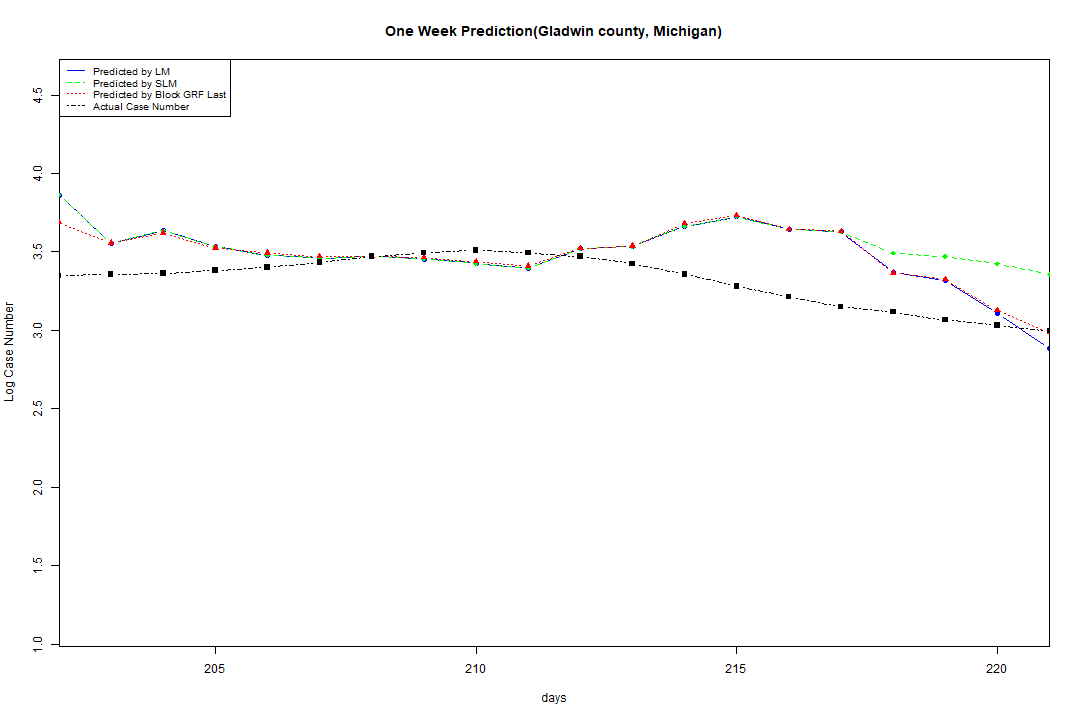 One Week Prediction(Gladwin county, Michigan)
Predicted by LM
Predicted by SLM
Predicted by Block GRF Last
Actual Case Number
Log Case Number
4.5
4.0
3.5
3.0
2.5
2.0
1.5
1.0
205 210 215 220
days